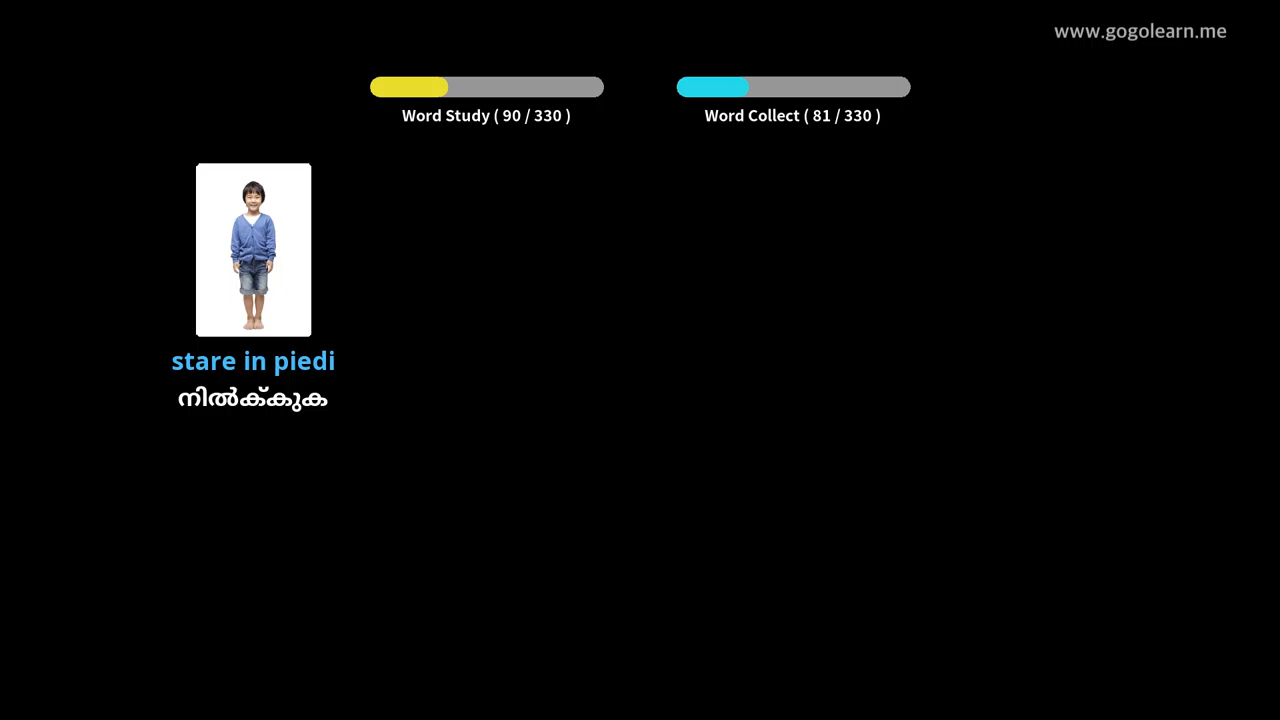 www.gogolearn.me
Word Study ( 90 / 330 )
Word Collect ( 81 / 330 )
stare in piedi
നിൽക്കുക